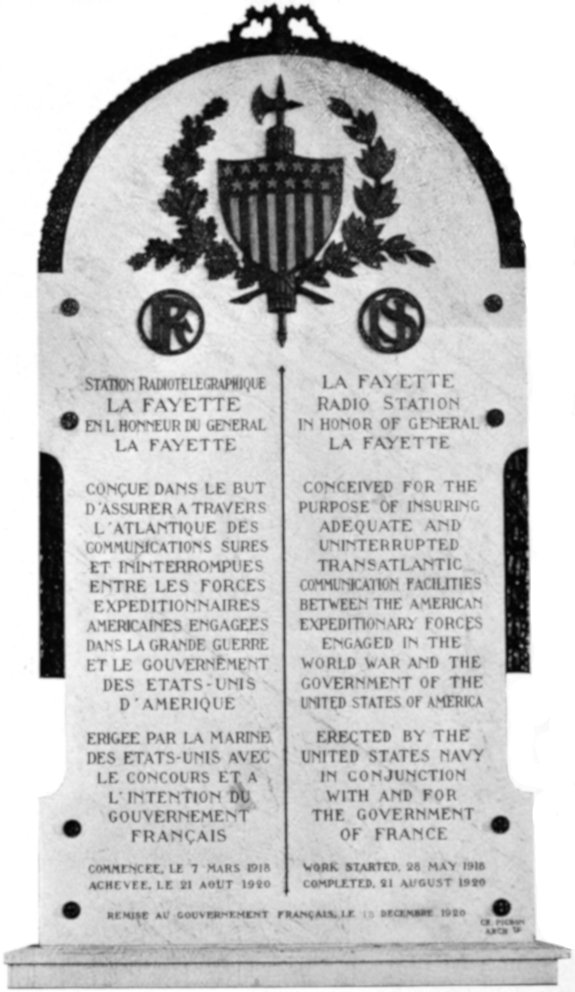 RF
US
STATION RADIOTELEGRAPHIQUE
LA FAYETTE
EN L HONNEUR DU GENERAL
LA FAYETTE
CONÇUE DANS LE BUT
D'ASSURER A TRAVERS
L'ATLANTIQUE DES
COMMUNICATIONS SURES
ET ININTERROMPUES
ENTRE LES FORCES
EXPEDITIONNAIRES
AMERICAINES ENGAGEES
DANS LA GRANDE GUERRE
ET LE GOUVERNEMENT
DES ETATS-UNIS
D'AMERIQUE
ERIGEE PAR LA MARINE
DES ETATS-UNIS AVEC
LE CONCOURS ET A
L'INTENTION DU
GOUVERNEMENT
FRANÇAIS
COMMENCEE, LE 7 MARS 1918
ACHEVEE, LE 21 AOUT 1920
LA FAYETTE
RADIO STATION
IN HONOR OF GENERAL
LA FAYETTE
CONCEIVED FOR THE
PURPOSE OF INSURING
ADEQUATE AND
UNINTERRUPTED
TRANSATLANTIC
COMMUNICATION FACILITIES
BETWEEN THE AMERICAN
EXPEDITIONARY FORCES
ENGAGED IN THE
WORLD WAR AND THE
GOVERNMENT OF THE
UNITED STATES OF AMERICA
ERECTED BY THE
UNITED STATES NAVY
IN CONJUNCTION
WITH AND FOR
THE GOVERNMENT
OF FRANCE
WORK STARTED, 28 MAY 1918
COMPLETED, 21 AUGUST 1920
REMISE AU GOUVERNEMENT FRANÇAIS, LE DECEMBRE 1920
ARCH